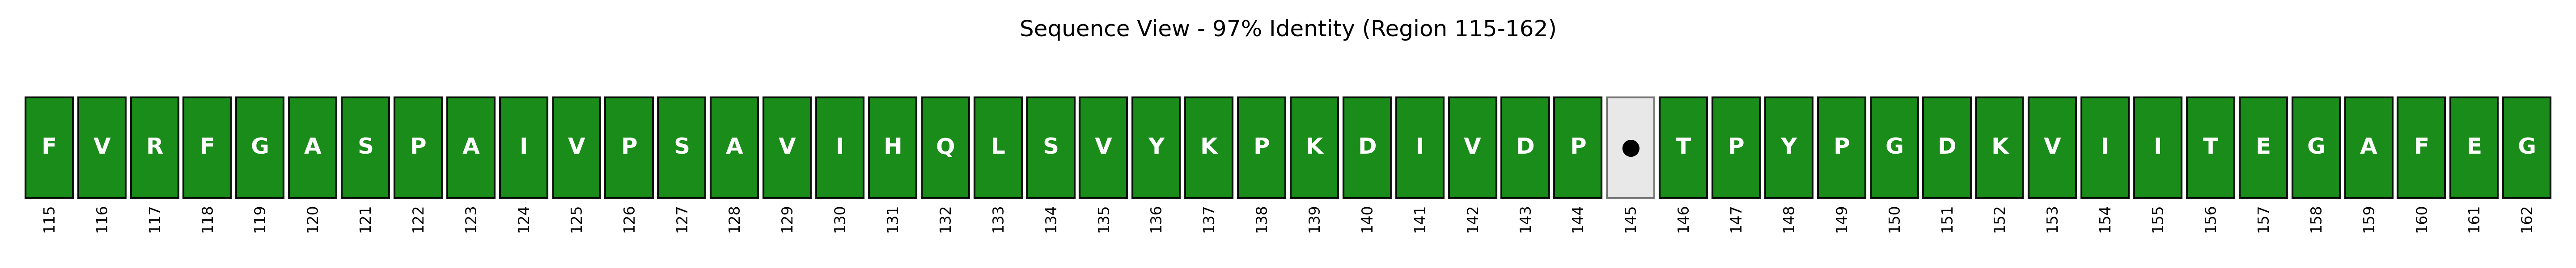 Sequence View - 97% Identity (Region 115-162)
F V R F G A S P A I V P S A V I H Q L S V Y K P K D I V D P ● T P Y P G D K V I I T E G A F E G
115 116 117 118 119 120 121 122 123 124 125 126 127 128 129 130 131 132 133 134 135 136 137 138 139 140 141 142 143 144 145 146 147 148 149 150 151 152 153 154 155 156 157 158 159 160 161 162